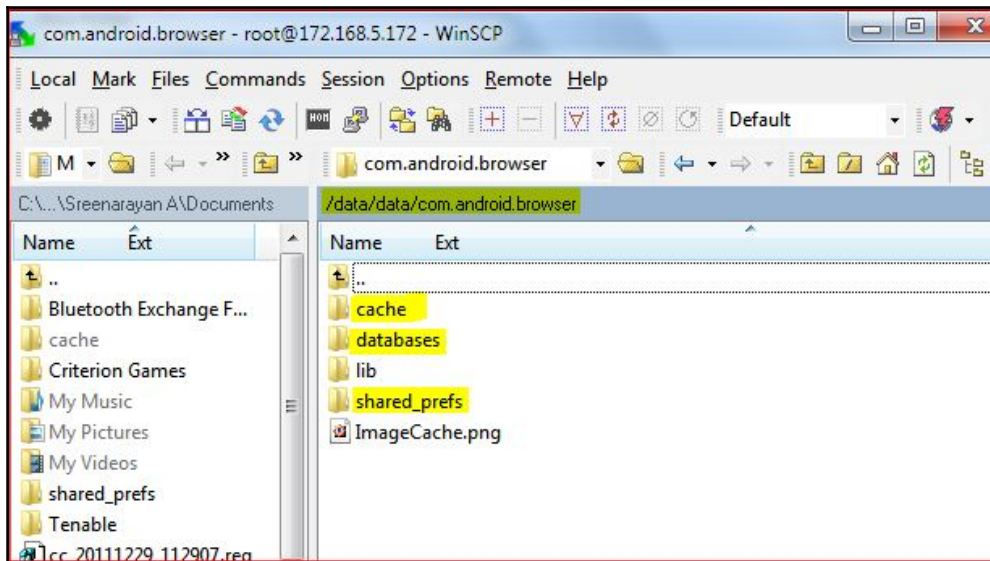 com.android.browser - root@172.168.5.172 - WinSCP
Local Mark Files Commands Session Options Remote Help
Default
M » » com.android.browser
C:\...\Sreenarayan A\Documents
/data/data/com.android.browser
Name Ext
Name Ext
..
Bluetooth Exchange F...
cache
Criterion Games
My Music
My Pictures
My Videos
shared_prefs
Tenable
cc_20111229_112907.reg
..
cache
databases
lib
shared_prefs
ImageCache.png